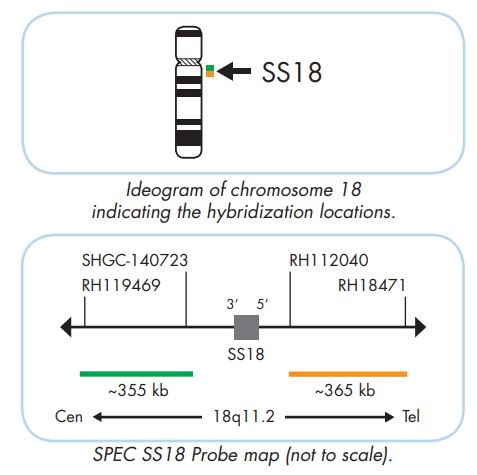 SS18
Ideogram of chromosome 18
indicating the hybridization locations.
SHGC-140723 RH112040
RH119469 RH18471
3’ 5’
SS18
~355 kb ~365 kb
Cen 18q11.2 Tel
SPEC SS18 Probe map (not to scale).